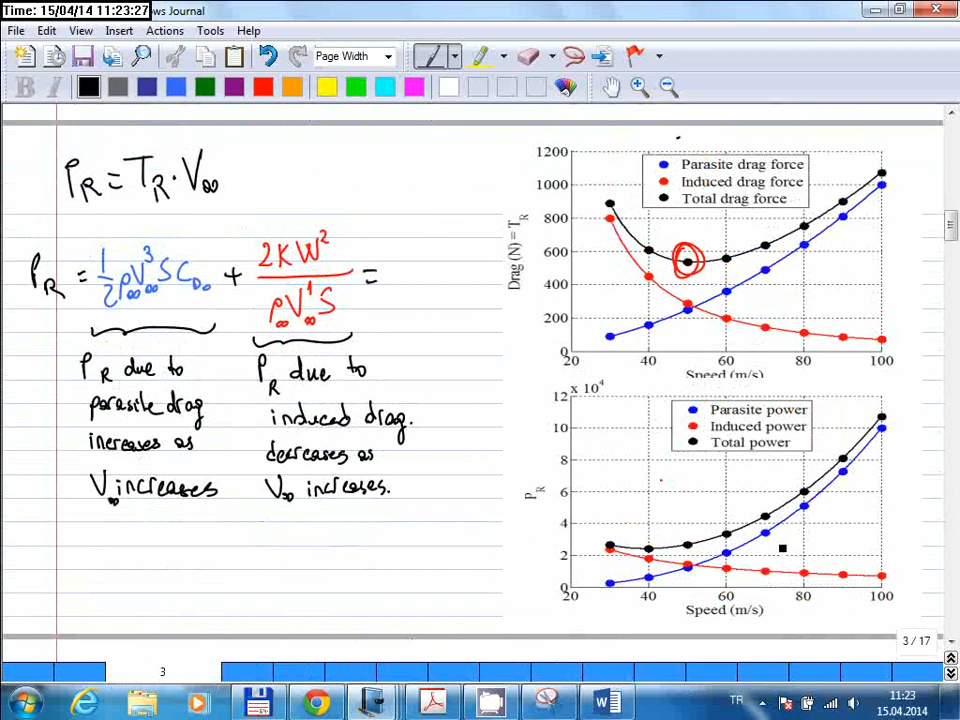 Time: 15/04/14 11:23:27
ows Journal
File Edit View Insert Actions Tools Help
Page Width
B I
P_R = T_R · V_∞
P_R = 1/2 ρ_∞ V_∞^3 S C_D₀ + 2KW^2 / ρ_∞ V_∞^1 S =
P_R due to
parasite drag
increases as
V_∞ increases
P_R due to
induced drag.
decreases as
V_∞ increases.
1200
1000
800
600
400
200
0
Drag (N) = T_R
Parasite drag force
Induced drag force
Total drag force
20 40 60 80 100
Speed (m/s)
12 x 10^4
10
8
6
4
2
0
P_R
Parasite power
Induced power
Total power
20 40 60 80 100
Speed (m/s)
3 / 17
3
W
TR
11:23
15.04.2014